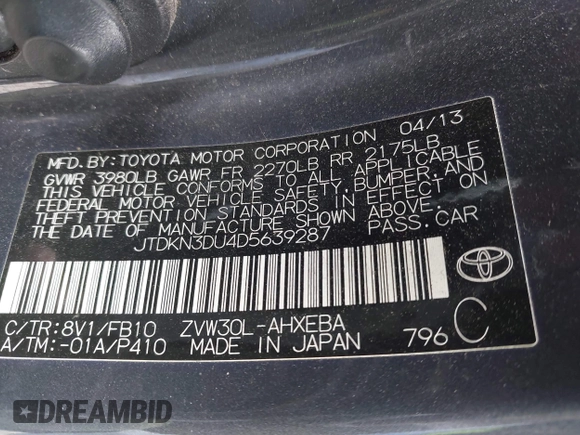 MFD. BY: TOYOTA MOTOR CORPORATION 04/13
GVWR 3980LB GAWR FR 2270LB RR 2175LB
THIS VEHICLE CONFORMS TO ALL APPLICABLE
FEDERAL MOTOR VEHICLE SAFETY, BUMPER, AND
THEFT PREVENTION STANDARDS IN EFFECT ON
THE DATE OF MANUFACTURE SHOWN ABOVE.
JTDKN3DU4D5639287 PASS. CAR
C/TR:8V1/FB10 ZVW30L-AHXEBA
A/TM:-01A/P410 MADE IN JAPAN 796 C
DREAMBID